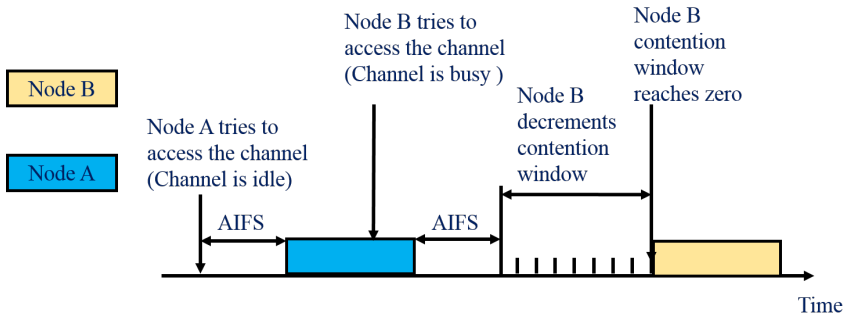 Node B tries to
access the channel
(Channel is busy )
Node B
contention
window
reaches zero
Node B
Node B
decrements
contention
window
Node A tries to
access the channel
(Channel is idle)
Node A
AIFS
AIFS
Time